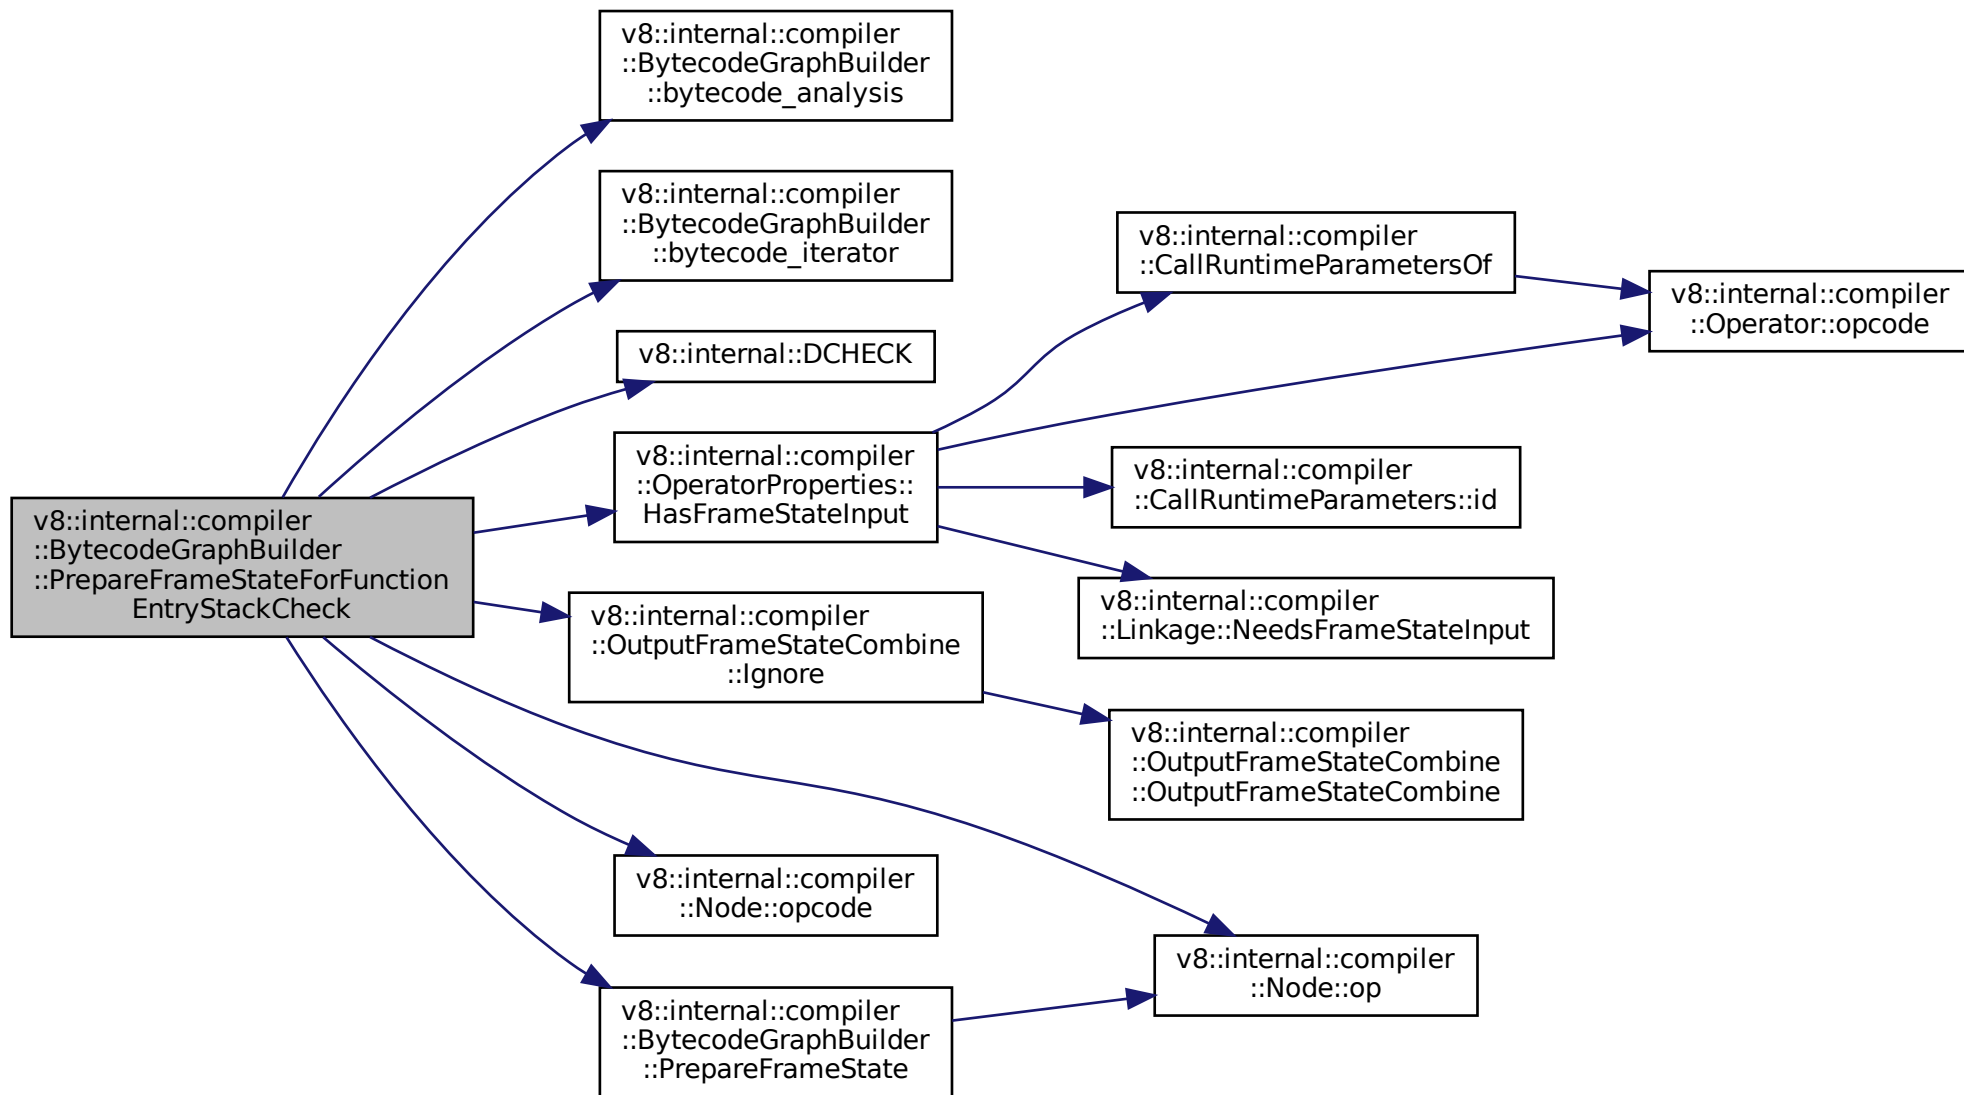 v8::internal::compiler
::BytecodeGraphBuilder
::bytecode_analysis
v8::internal::compiler
::BytecodeGraphBuilder
::bytecode_iterator
v8::internal::DCHECK
v8::internal::compiler
::OperatorProperties::
HasFrameStateInput
v8::internal::compiler
::CallRuntimeParametersOf
v8::internal::compiler
::Operator::opcode
v8::internal::compiler
::CallRuntimeParameters::id
v8::internal::compiler
::Linkage::NeedsFrameStateInput
v8::internal::compiler
::BytecodeGraphBuilder
::PrepareFrameStateForFunction
EntryStackCheck
v8::internal::compiler
::OutputFrameStateCombine
::Ignore
v8::internal::compiler
::OutputFrameStateCombine
::OutputFrameStateCombine
v8::internal::compiler
::Node::opcode
v8::internal::compiler
::Node::op
v8::internal::compiler
::BytecodeGraphBuilder
::PrepareFrameState